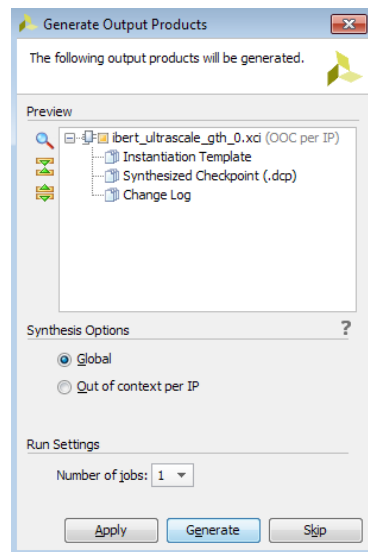 Generate Output Products
The following output products will be generated.
Preview
ibert_ultrascale_gth_0.xci (OOC per IP)
Instantiation Template
Synthesized Checkpoint (.dcp)
Change Log
Synthesis Options ?
Global
Out of context per IP
Run Settings
Number of jobs: 1
Apply Generate Skip